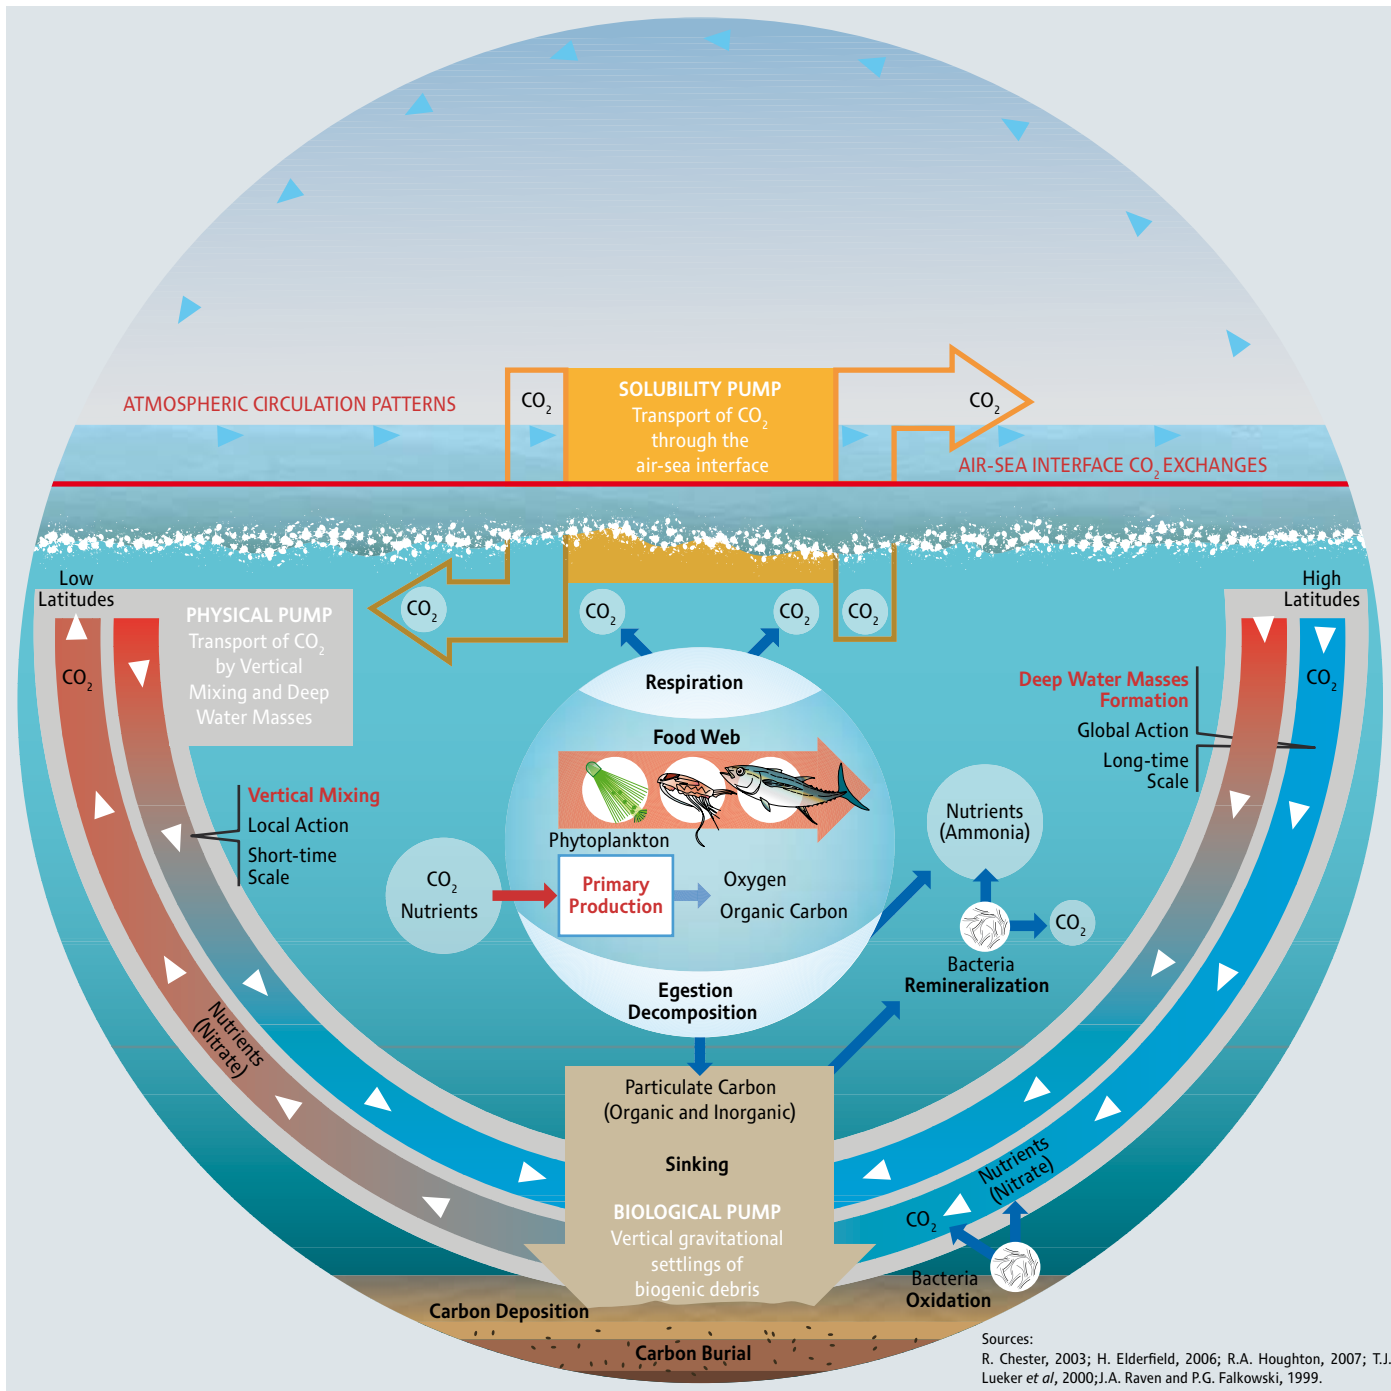 ATMOSPHERIC CIRCULATION PATTERNS
CO2
SOLUBILITY PUMP
Transport of CO2
through the
air-sea interface
CO2
AIR-SEA INTERFACE CO2 EXCHANGES
Low
Latitudes
CO2
PHYSICAL PUMP
Transport of CO2
by Vertical
Mixing and Deep
Water Masses
CO2
CO2
CO2
CO2
High
Latitudes
CO2
Deep Water Masses
Formation
Global Action
Long-time
Scale
Vertical Mixing
Local Action
Short-time
Scale
Respiration
Food Web
Phytoplankton
CO2
Nutrients
Primary
Production
Oxygen
Organic Carbon
Nutrients
(Ammonia)
CO2
Bacteria
Remineralization
Egestion
Decomposition
Nutrients
(Nitrate)
Particulate Carbon
(Organic and Inorganic)
Sinking
BIOLOGICAL PUMP
Vertical gravitational
settlings of
biogenic debris
Nutrients
(Nitrate)
CO2
Bacteria
Oxidation
Carbon Deposition
Carbon Burial
Sources:
R. Chester, 2003; H. Elderfield, 2006; R.A. Houghton, 2007; T.J.
Lueker et al, 2000;J.A. Raven and P.G. Falkowski, 1999.